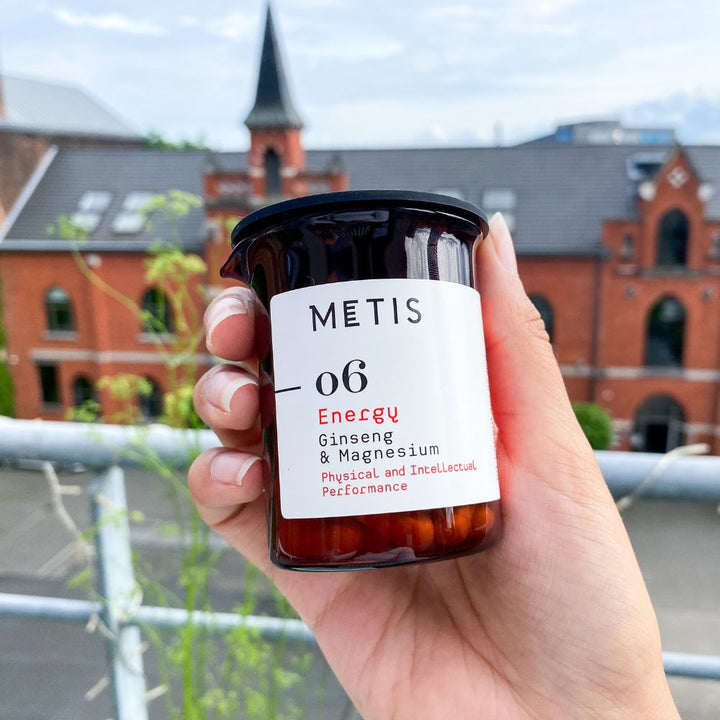 METIS
06
Energy
Ginseng
& Magnesium
Physical and Intellectual
Performance